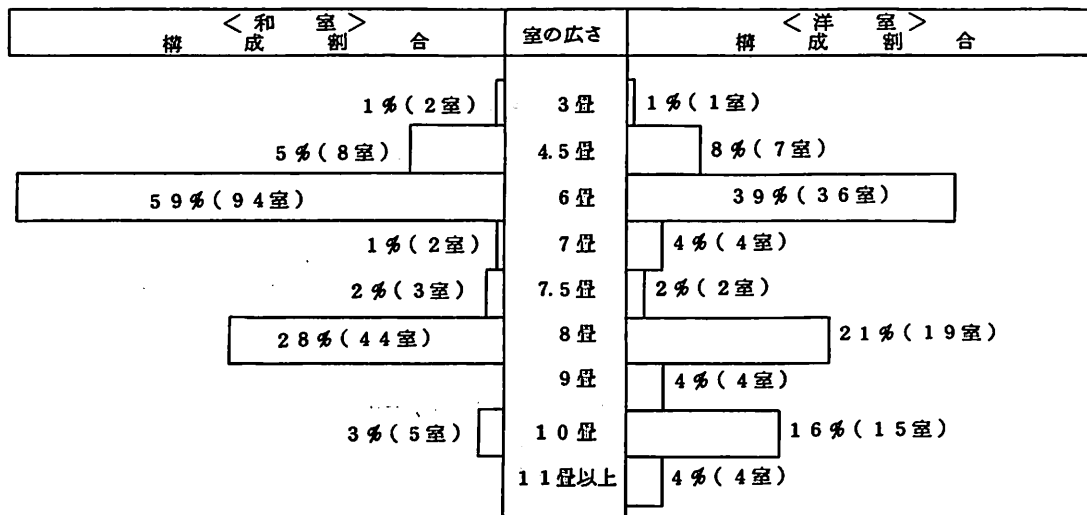 ＜和　室＞
構成割合
室の広さ
＜洋　室＞
構成割合
1％(2室) 3畳 1％(1室)
5％(8室) 4.5畳 8％(7室)
59％(94室) 6畳 39％(36室)
1％(2室) 7畳 4％(4室)
2％(3室) 7.5畳 2％(2室)
28％(44室) 8畳 21％(19室)
9畳 4％(4室)
3％(5室) 10畳 16％(15室)
11畳以上 4％(4室)